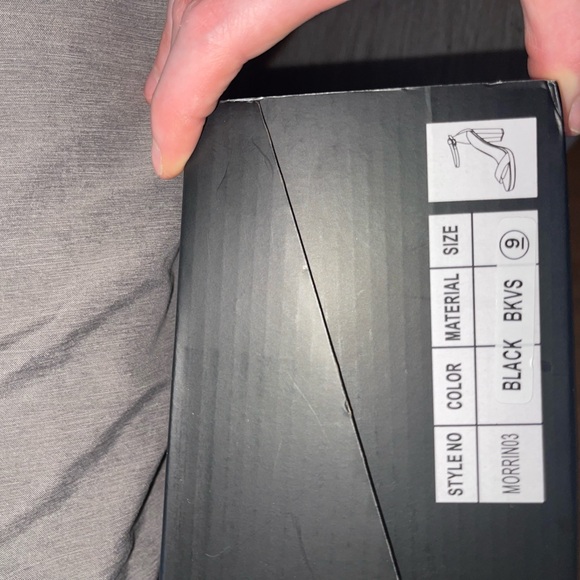 STYLE NO COLOR MATERIAL SIZE
MORRIN03 BLACK BKVS 9